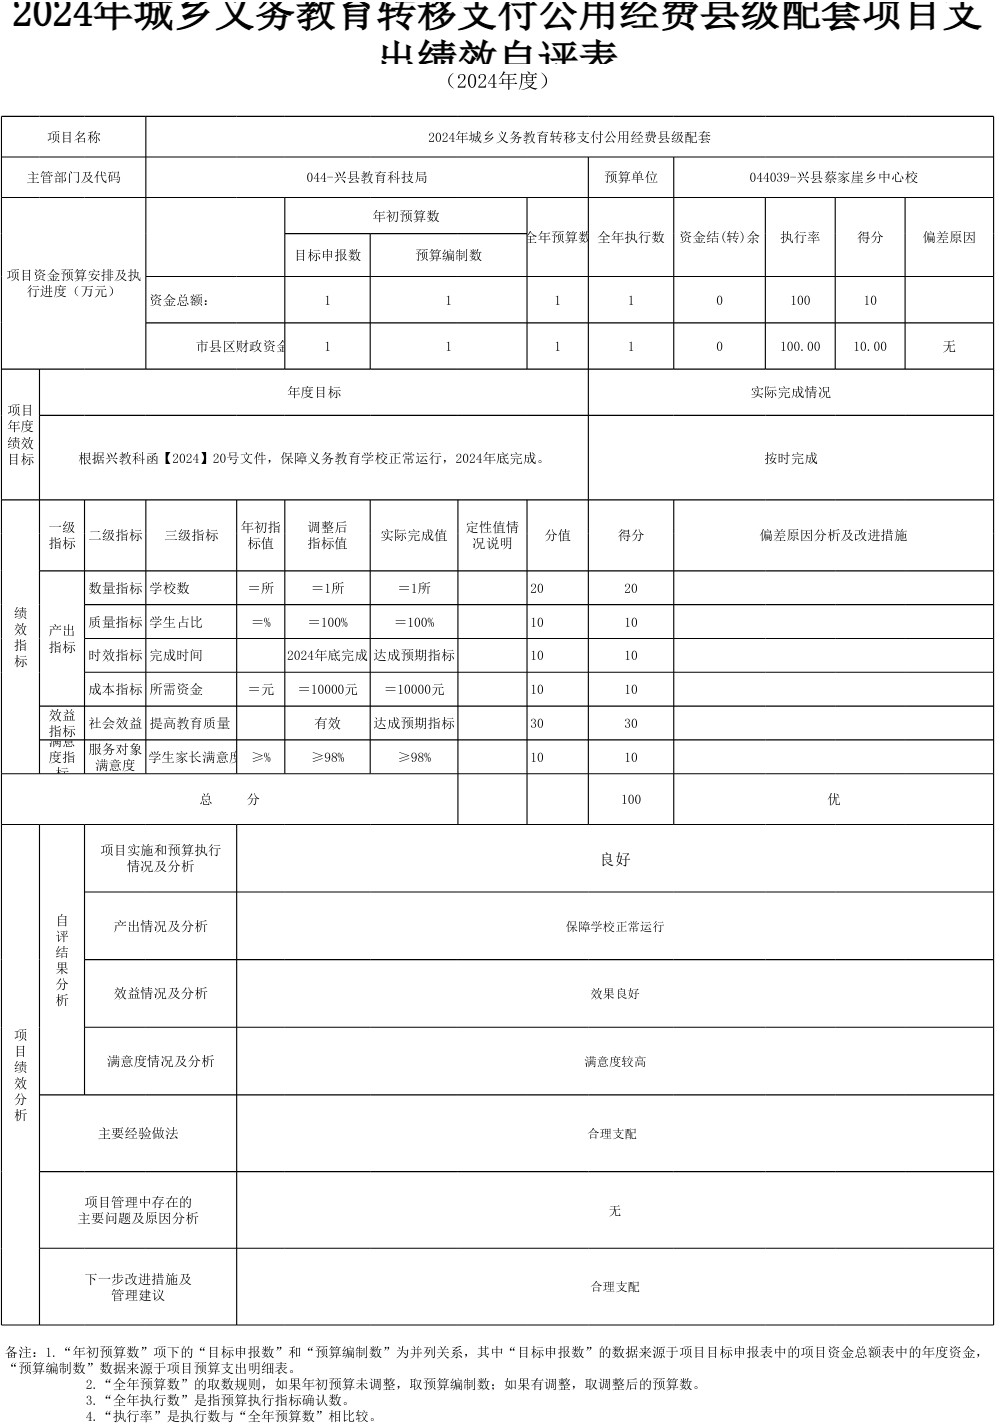 2024年城乡义务教育转移支付公用经费县级配套项目支
出绩效自评表
（2024年度）
项目名称 2024年城乡义务教育转移支付公用经费县级配套
主管部门及代码 044-兴县教育科技局 预算单位 044039-兴县蔡家崖乡中心校
项目资金预算安排及执
行进度（万元）
年初预算数 全年预算数 全年执行数 资金结(转)余 执行率 得分 偏差原因
目标申报数 预算编制数
资金总额： 1 1 1 1 0 100 10
市县区财政资金 1 1 1 1 0 100.00 10.00 无
项目
年度
绩效
目标
年度目标 实际完成情况
根据兴教科函【2024】20号文件，保障义务教育学校正常运行，2024年底完成。 按时完成
绩
效
指
标
一级
指标
二级指标 三级指标
年初指
标值
调整后
指标值
实际完成值
定性值情
况说明
分值 得分 偏差原因分析及改进措施
产出
指标
数量指标 学校数 ＝所 ＝1所 ＝1所 20 20
质量指标 学生占比 ＝% ＝100% ＝100% 10 10
时效指标 完成时间 2024年底完成 达成预期指标 10 10
成本指标 所需资金 ＝元 ＝10000元 ＝10000元 10 10
效益
指标
社会效益 提高教育质量 有效 达成预期指标 30 30
满意
度指
标
服务对象
满意度
学生家长满意度 ≥% ≥98% ≥98% 10 10
总 分 100 优
项
目
绩
效
分
析
自
评
结
果
分
析
项目实施和预算执行
情况及分析
良好
产出情况及分析 保障学校正常运行
效益情况及分析 效果良好
满意度情况及分析 满意度较高
主要经验做法 合理支配
项目管理中存在的
主要问题及原因分析
无
下一步改进措施及
管理建议
合理支配
备注：1.“年初预算数”项下的“目标申报数”和“预算编制数”为并列关系，其中“目标申报数”的数据来源于项目目标申报表中的项目资金总额表中的年度资金，
“预算编制数”数据来源于项目预算支出明细表。
2.“全年预算数”的取数规则，如果年初预算未调整，取预算编制数；如果有调整，取调整后的预算数。
3.“全年执行数”是指预算执行指标确认数。
4.“执行率”是执行数与“全年预算数”相比较。